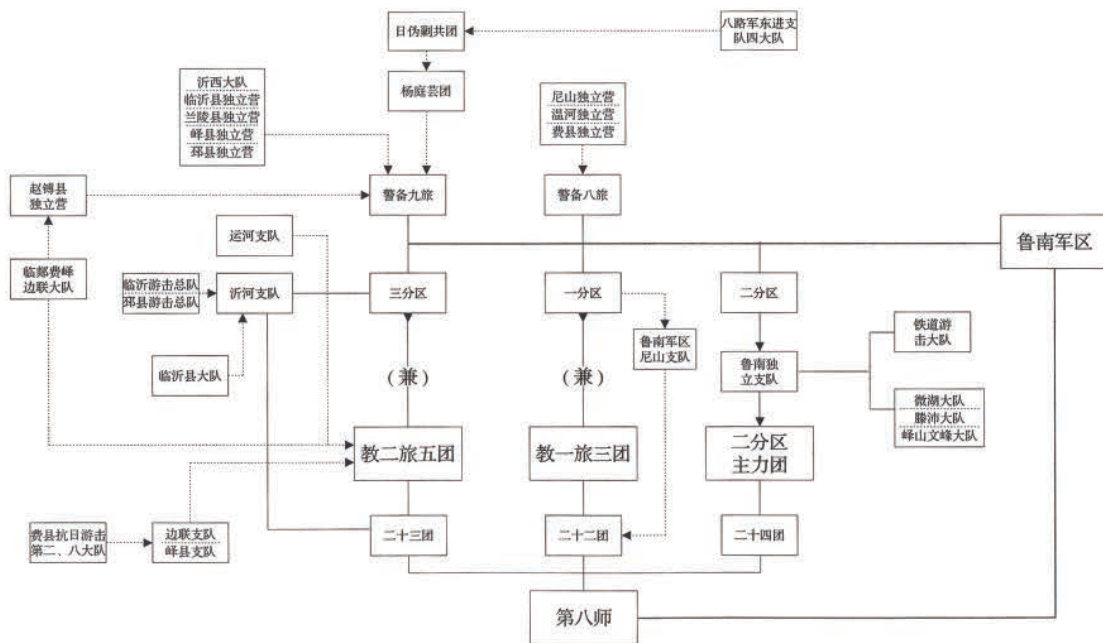 日伪剿共团
八路军东进支
队四大队
沂西大队
临沂县独立营
兰陵县独立营
峄县独立营
邳县独立营
杨庭芸团
尼山独立营
温河独立营
费县独立营
赵镈县
独立营
警备九旅
警备八旅
运河支队
鲁南军区
临郯费峄
边联大队
临沂游击总队
邳县游击总队
沂河支队
三分区
一分区
二分区
鲁南军区
尼山支队
铁道游
击大队
临沂县大队
(兼)
(兼)
鲁南独
立支队
微湖大队
滕沛大队
峄山文峰大队
教二旅五团
教一旅三团
二分区
主力团
费县抗日游击
第二、八大队
边联支队
峄县支队
二十三团
二十二团
二十四团
第八师